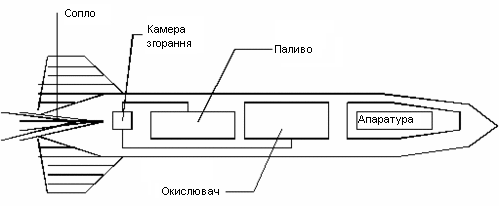 Сопло
Камера
згорання
Паливо
Апаратура
Окислювач